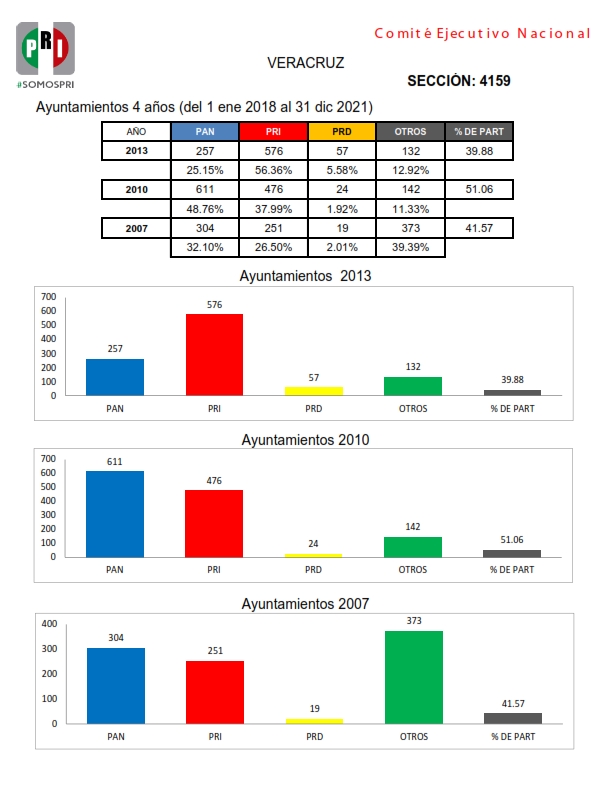 PRI
#SOMOSPRI
Comité Ejecutivo Nacional
VERACRUZ
SECCIÓN: 4159
Ayuntamientos 4 años (del 1 ene 2018 al 31 dic 2021)
AÑO PAN PRI PRD OTROS % DE PART
2013 257 576 57 132 39.88
25.15% 56.36% 5.58% 12.92%
2010 611 476 24 142 51.06
48.76% 37.99% 1.92% 11.33%
2007 304 251 19 373 41.57
32.10% 26.50% 2.01% 39.39%
Ayuntamientos 2013
700
600
500
400
300
200
100
0
257 576 57 132 39.88
PAN PRI PRD OTROS % DE PART
Ayuntamientos 2010
700
600
500
400
300
200
100
0
611 476 24 142 51.06
PAN PRI PRD OTROS % DE PART
Ayuntamientos 2007
400
300
200
100
0
304 251 19 373 41.57
PAN PRI PRD OTROS % DE PART